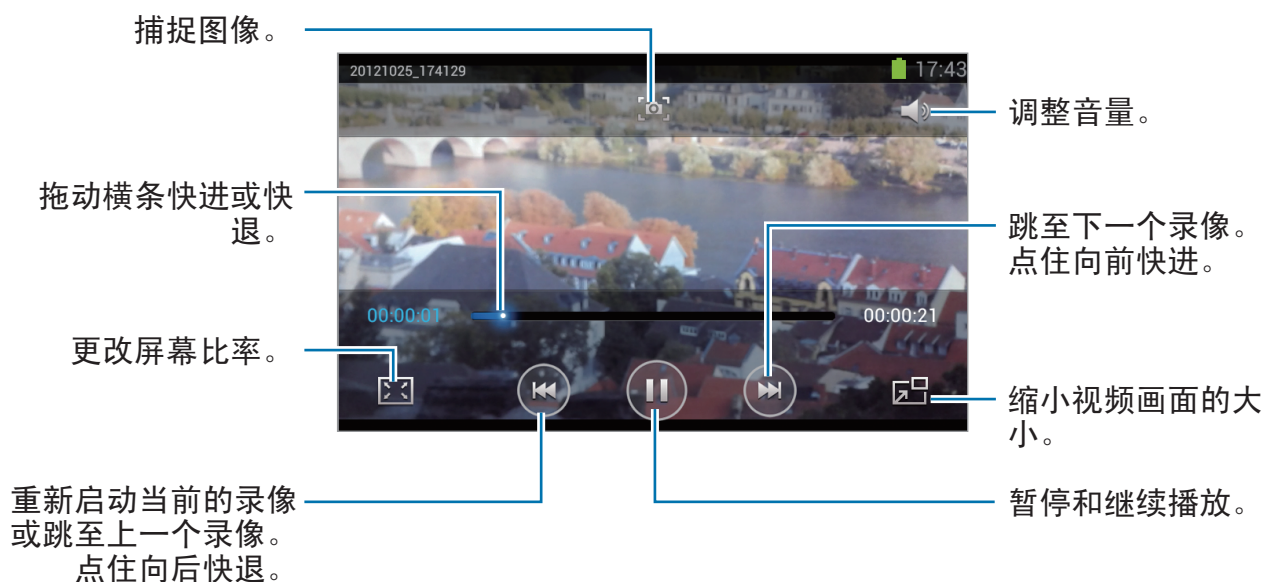 捕捉图像。
20121025_174129
17:43
调整音量。
拖动横条快进或快
退。
跳至下一个录像。
点住向前快进。
00:00:01
00:00:21
更改屏幕比率。
缩小视频画面的大
小。
重新启动当前的录像
或跳至上一个录像。
点住向后快退。
暂停和继续播放。